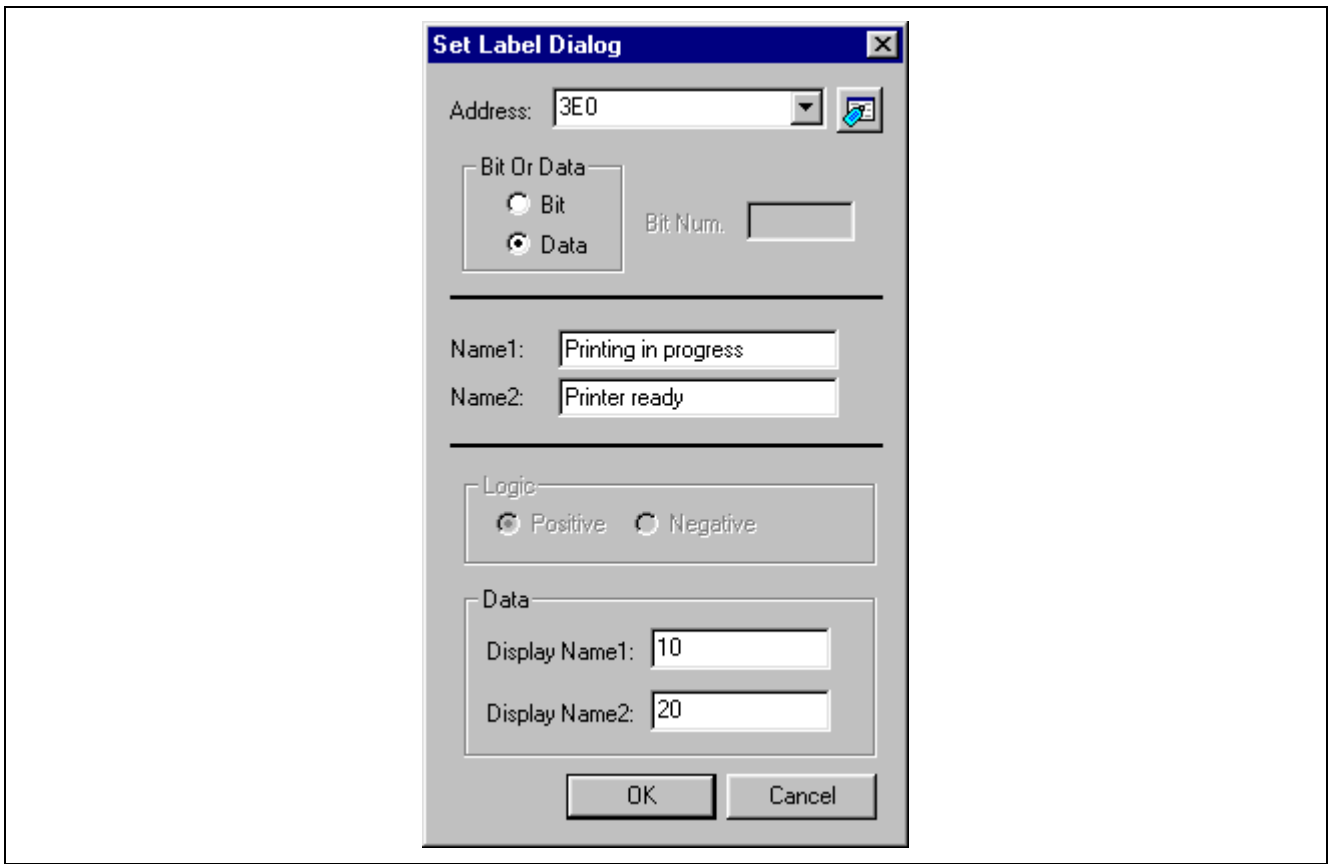 Set Label Dialog
Address: 3E0
Bit Or Data
Bit
Bit Num.
Data
Name1: Printing in progress
Name2: Printer ready
Logic
Positive Negative
Data
Display Name1: 10
Display Name2: 20
OK Cancel